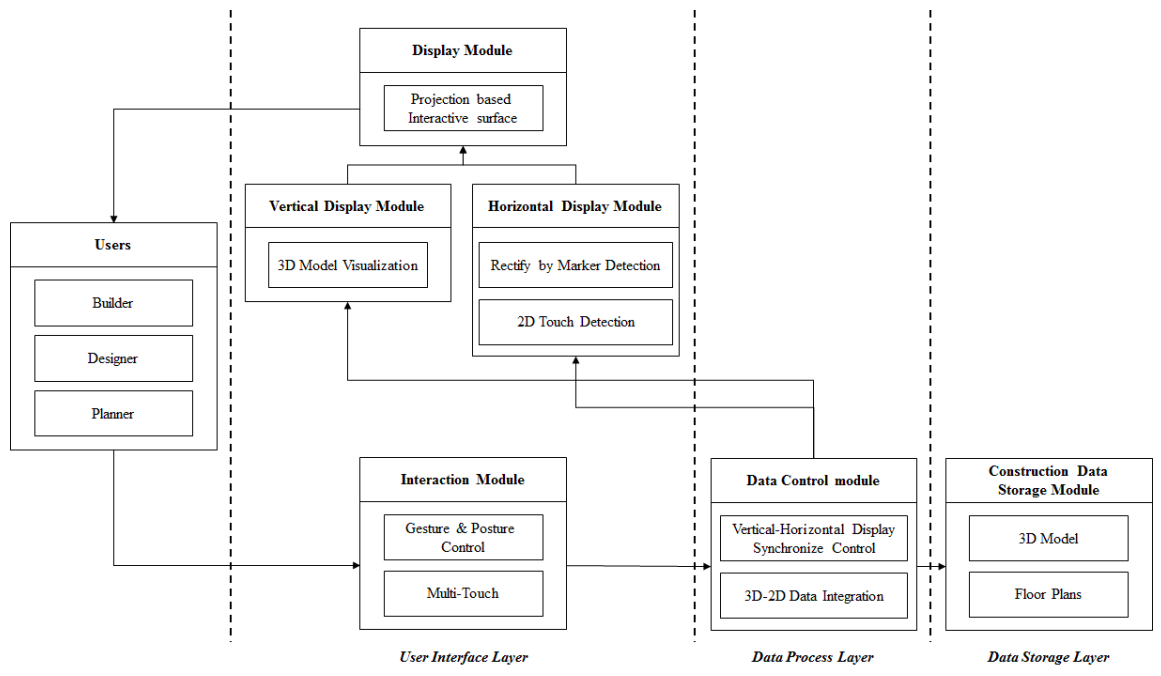 Display Module
Projection based
Interactive surface
Vertical Display Module
3D Model Visualization
Horizontal Display Module
Rectify by Marker Detection
2D Touch Detection
Users
Builder
Designer
Planner
Interaction Module
Gesture & Posture
Control
Multi-Touch
Data Control module
Vertical-Horizontal Display
Synchronize Control
3D-2D Data Integration
Construction Data
Storage Module
3D Model
Floor Plans
User Interface Layer
Data Process Layer
Data Storage Layer